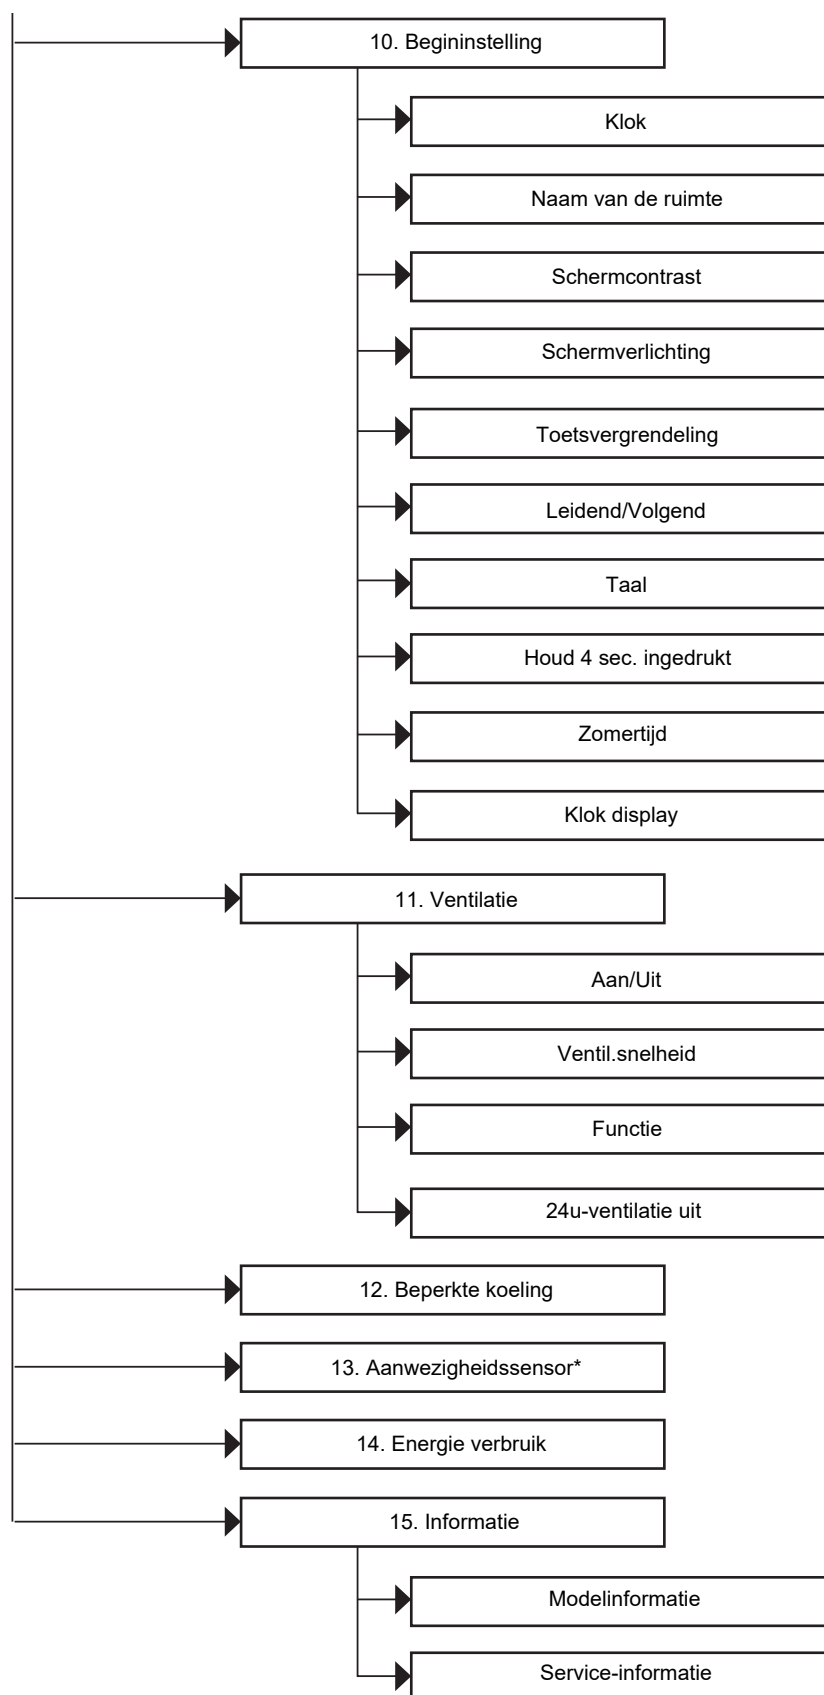 10. Begininstelling
Klok
Naam van de ruimte
Schermcontrast
Schermverlichting
Toetsvergrendeling
Leidend/Volgend
Taal
Houd 4 sec. ingedrukt
Zomertijd
Klok display
11. Ventilatie
Aan/Uit
Ventil.snelheid
Functie
24u-ventilatie uit
12. Beperkte koeling
13. Aanwezigheidssensor*
14. Energie verbruik
15. Informatie
Modelinformatie
Service-informatie